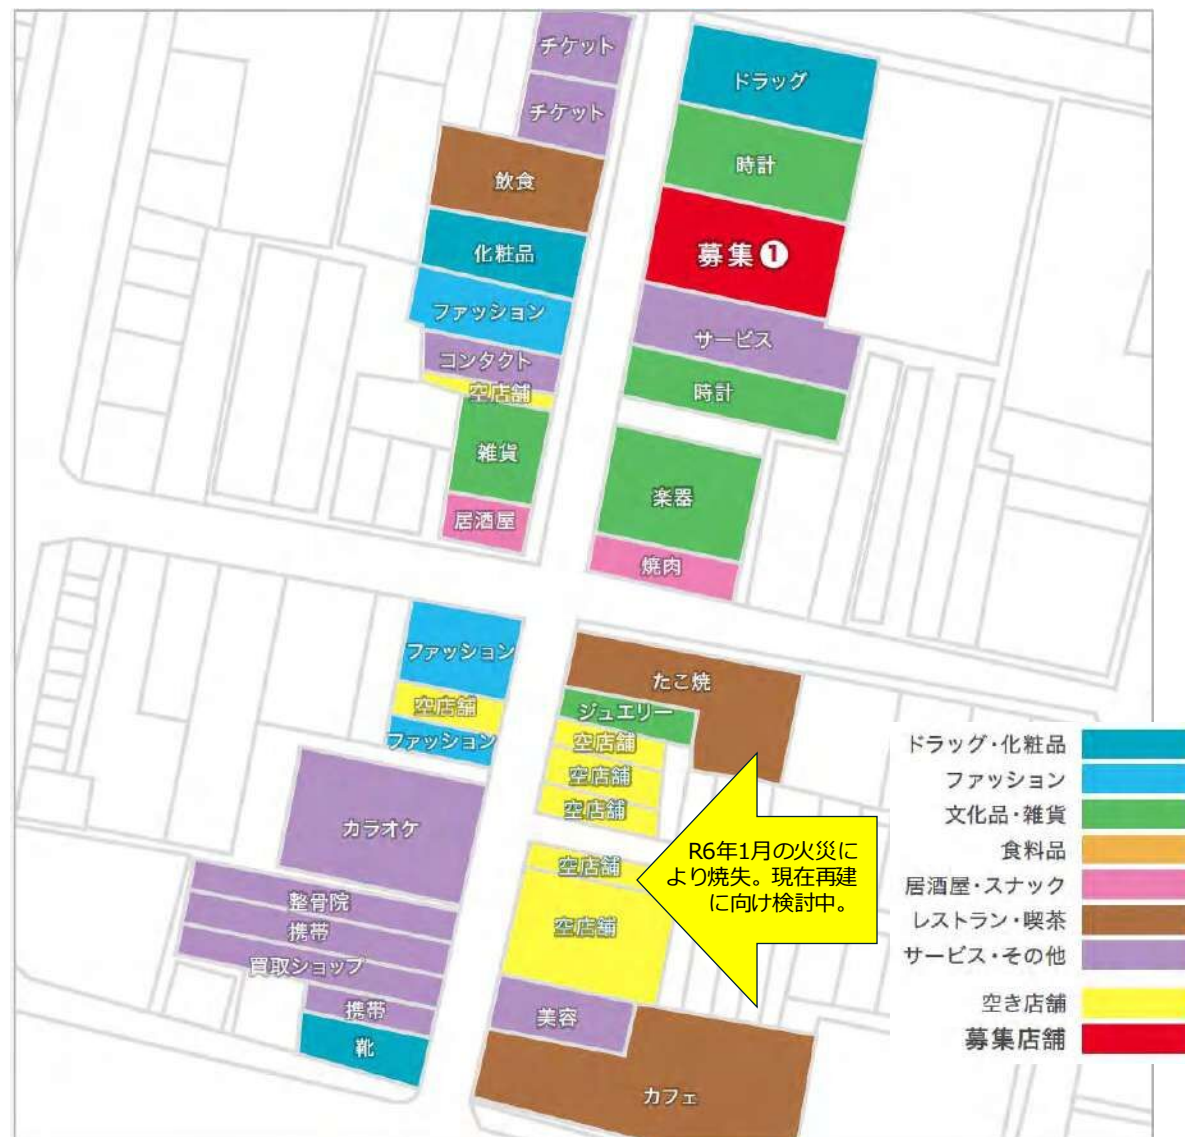 チケット
チケット
飲食
化粧品
ファッション
コンタクト
空店舗
雑貨
居酒屋
ドラッグ
時計
募集❶
サービス
時計
楽器
焼肉
ファッション
空店舗
ファッション
カラオケ
整骨院
携帯
買取ショップ
携帯
靴
たこ焼
ジュエリー
空店舗
空店舗
空店舗
空店舗
空店舗
美容
カフェ
R6年1月の火災に
より焼失。現在再建
に向け検討中。
ドラッグ・化粧品
ファッション
文化品・雑貨
食料品
居酒屋・スナック
レストラン・喫茶
サービス・その他
空き店舗
募集店舗